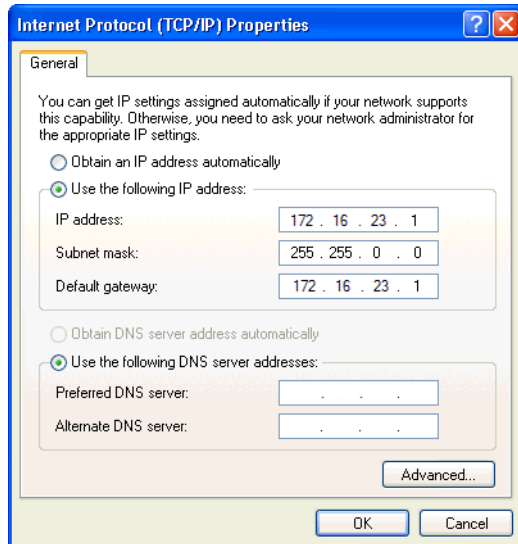 Internet Protocol (TCP/IP) Properties
General
You can get IP settings assigned automatically if your network supports
this capability. Otherwise, you need to ask your network administrator for
the appropriate IP settings.
Obtain an IP address automatically
Use the following IP address:
IP address: 172 . 16 . 23 . 1
Subnet mask: 255 . 255 . 0 . 0
Default gateway: 172 . 16 . 23 . 1
Obtain DNS server address automatically
Use the following DNS server addresses:
Preferred DNS server: . . .
Alternate DNS server: . . .
Advanced...
OK Cancel